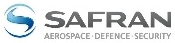 SAFRAN
AEROSPACE · DEFENCE · SECURITY